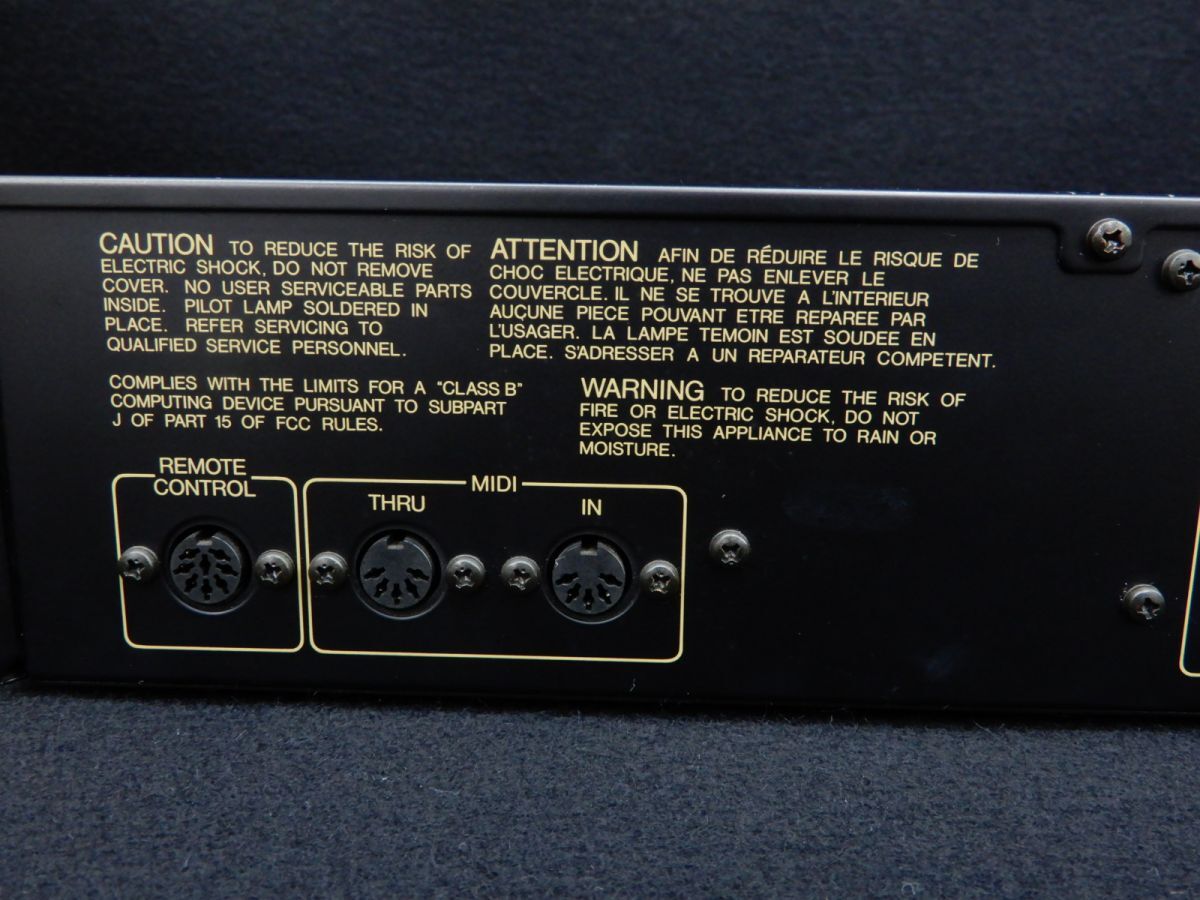 CAUTION TO REDUCE THE RISK OF
ELECTRIC SHOCK, DO NOT REMOVE
COVER. NO USER SERVICEABLE PARTS
INSIDE. PILOT LAMP SOLDERED IN
PLACE. REFER SERVICING TO
QUALIFIED SERVICE PERSONNEL.
ATTENTION AFIN DE RÉDUIRE LE RISQUE DE
CHOC ELECTRIQUE, NE PAS ENLEVER LE
COUVERCLE. IL NE SE TROUVE A L'INTERIEUR
AUÇUNE PIECE POUVANT ETRE REPAREE PAR
L'USAGER. LA LAMPE TEMOIN EST SOUDEE EN
PLACE. S'ADRESSER A UN REPARATEUR COMPETENT.
COMPLIES WITH THE LIMITS FOR A "CLASS B"
COMPUTING DEVICE PURSUANT TO SUBPART
J OF PART 15 OF FCC RULES.
WARNING TO REDUCE THE RISK OF
FIRE OR ELECTRIC SHOCK, DO NOT
EXPOSE THIS APPLIANCE TO RAIN OR
MOISTURE.
REMOTE
CONTROL
MIDI
THRU
IN